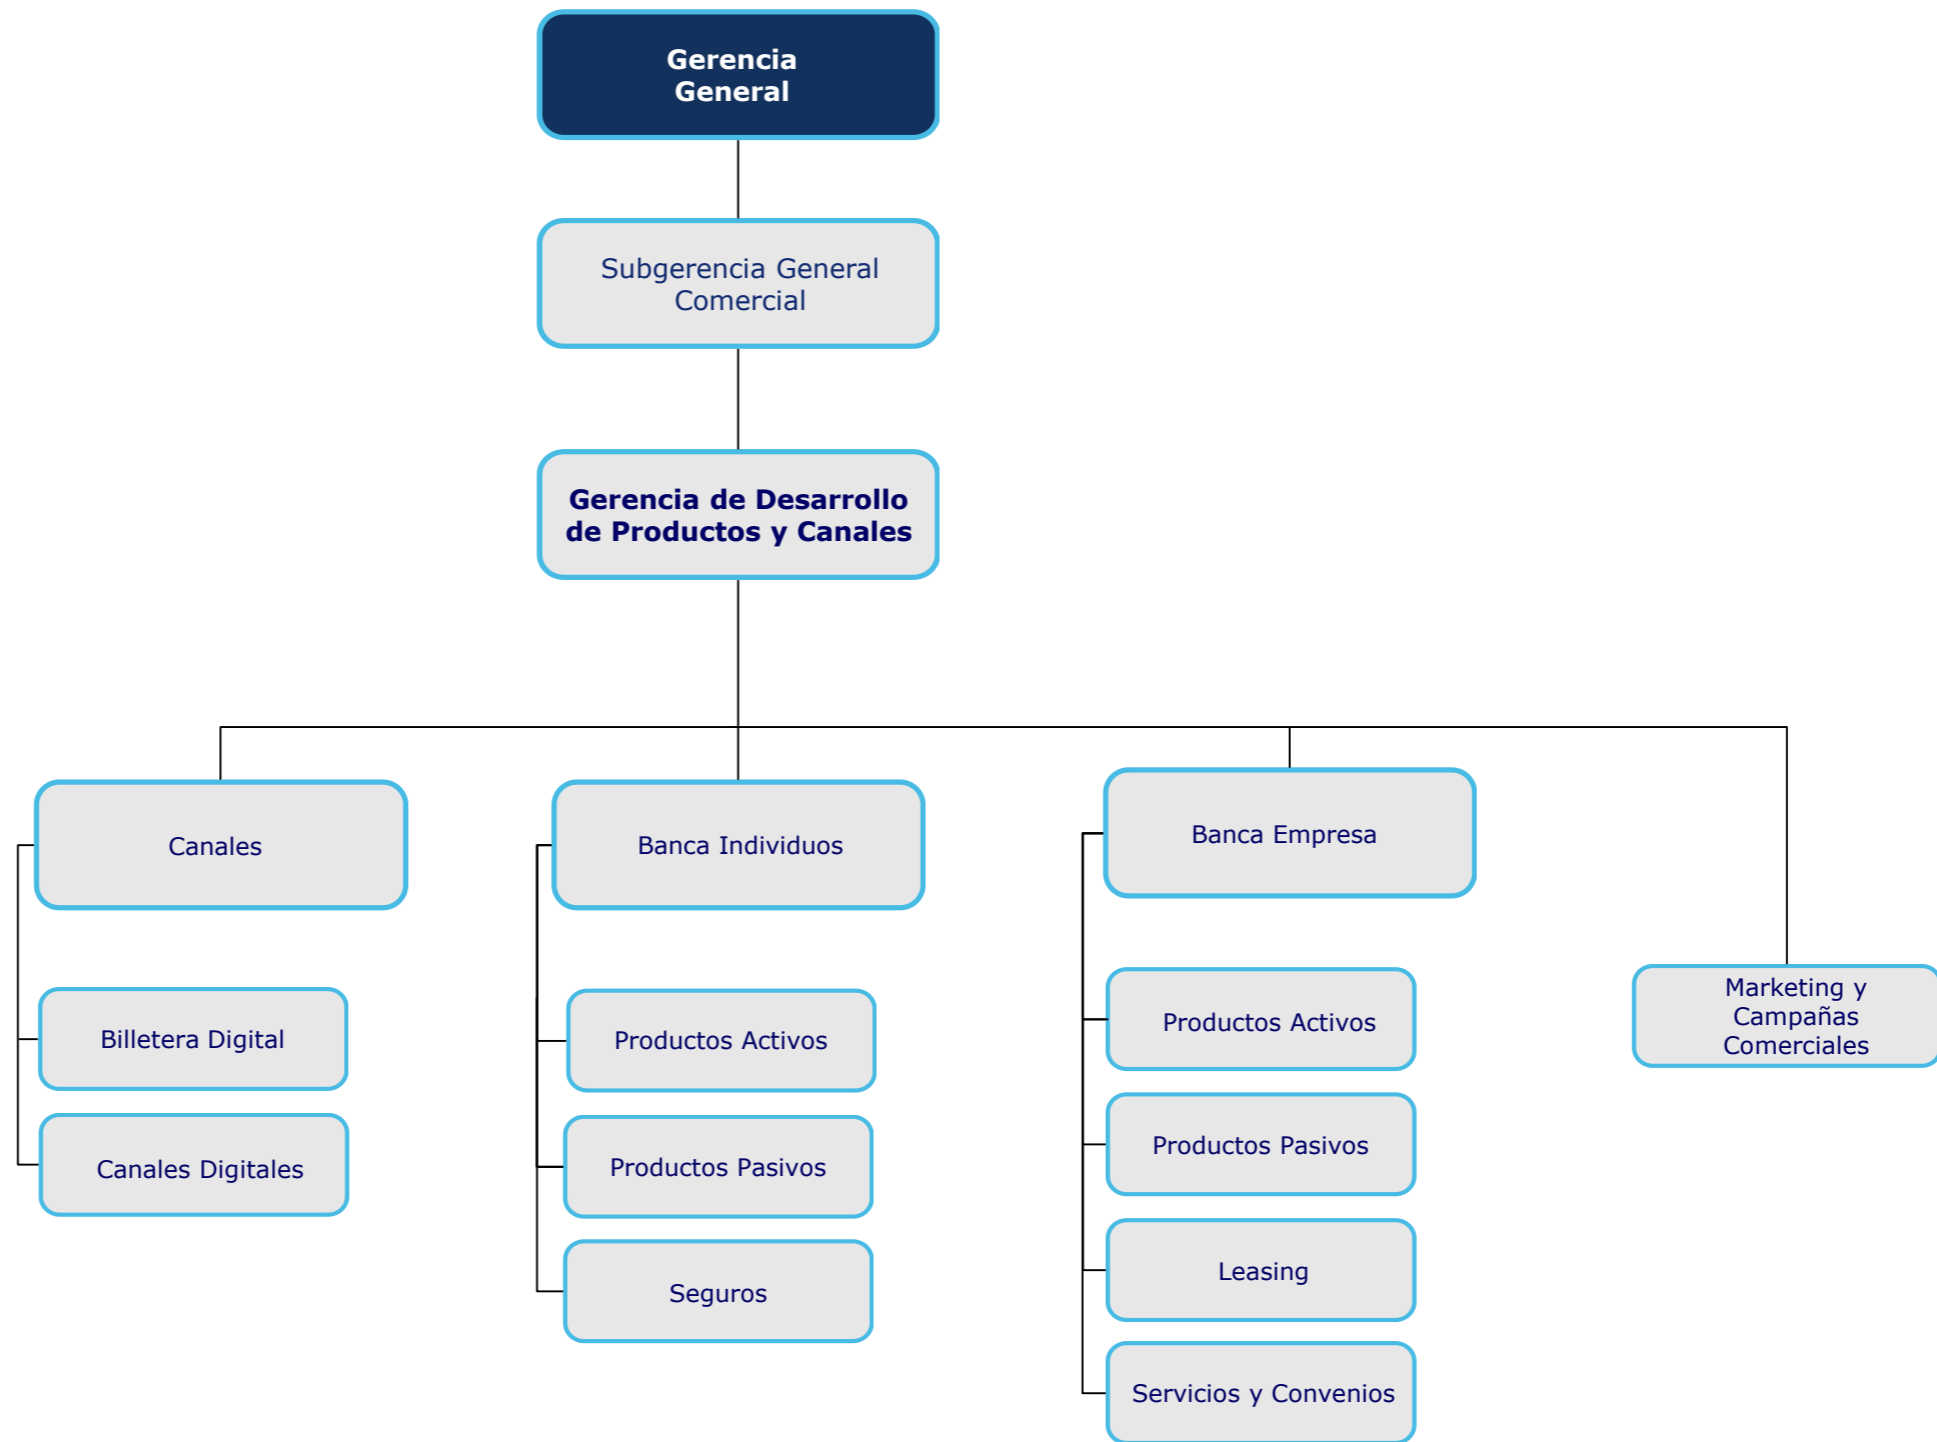 Gerencia
General
Subgerencia General
Comercial
Gerencia de Desarrollo
de Productos y Canales
Canales
Billetera Digital
Canales Digitales
Banca Individuos
Productos Activos
Productos Pasivos
Seguros
Banca Empresa
Productos Activos
Productos Pasivos
Leasing
Servicios y Convenios
Marketing y
Campañas
Comerciales